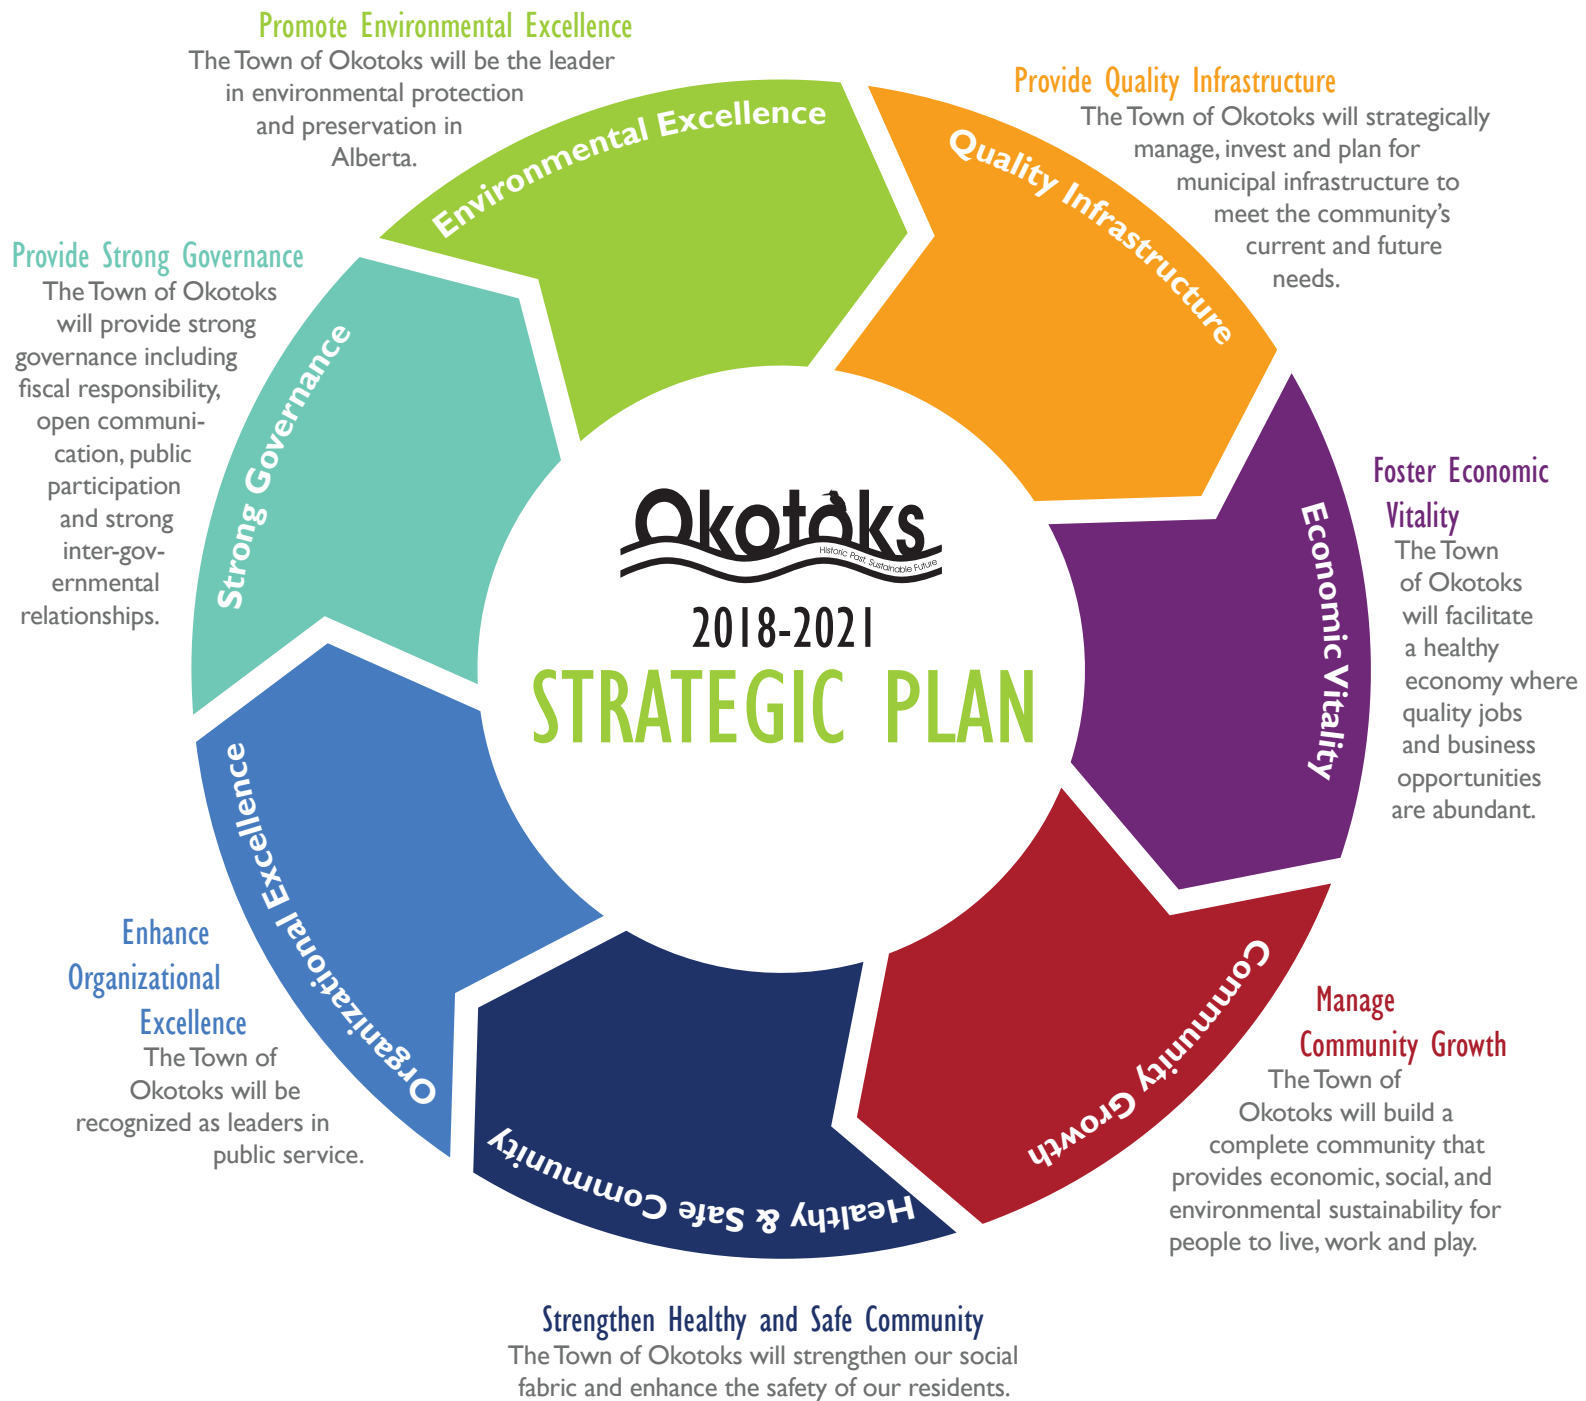 Promote Environmental Excellence
The Town of Okotoks will be the leader
in environmental protection
and preservation in
Alberta.
Provide Quality Infrastructure
The Town of Okotoks will strategically
manage, invest and plan for
municipal infrastructure to
meet the community's
current and future
needs.
Foster Economic
Vitality
The Town
of Okotoks
will facilitate
a healthy
economy where
quality jobs
and business
opportunities
are abundant.
Manage
Community Growth
The Town of
Okotoks will build a
complete community that
provides economic, social, and
environmental sustainability for
people to live, work and play.
Strengthen Healthy and Safe Community
The Town of Okotoks will strengthen our social
fabric and enhance the safety of our residents.
Enhance
Organizational
Excellence
The Town of
Okotoks will be
recognized as leaders in
public service.
Provide Strong Governance
The Town of Okotoks
will provide strong
governance including
fiscal responsibility,
open communi-
cation, public
participation
and strong
inter-gov-
ernmental
relationships.
Environmental Excellence
Quality Infrastructure
Economic Vitality
Community Growth
Healthy & Safe Community
Organizational Excellence
Strong Governance
Okotoks
Historic Past, Sustainable Future
2018-2021
STRATEGIC PLAN